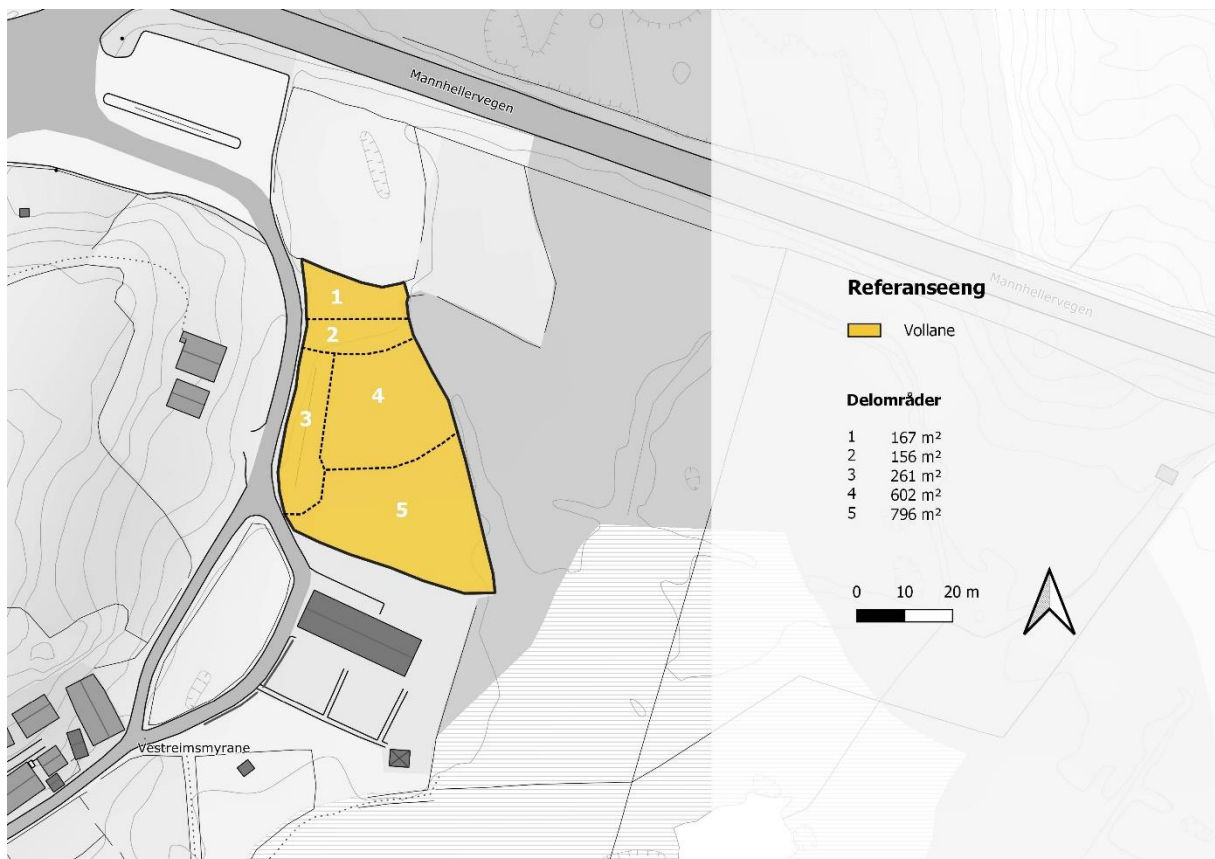 Mannhellervegen
Mannhellervegen
Referanseeng
Vollane
Delområder
1 167 m²
2 156 m²
3 261 m²
4 602 m²
5 796 m²
0 10 20 m
1
2
3
4
5
Vestreimsmyrane